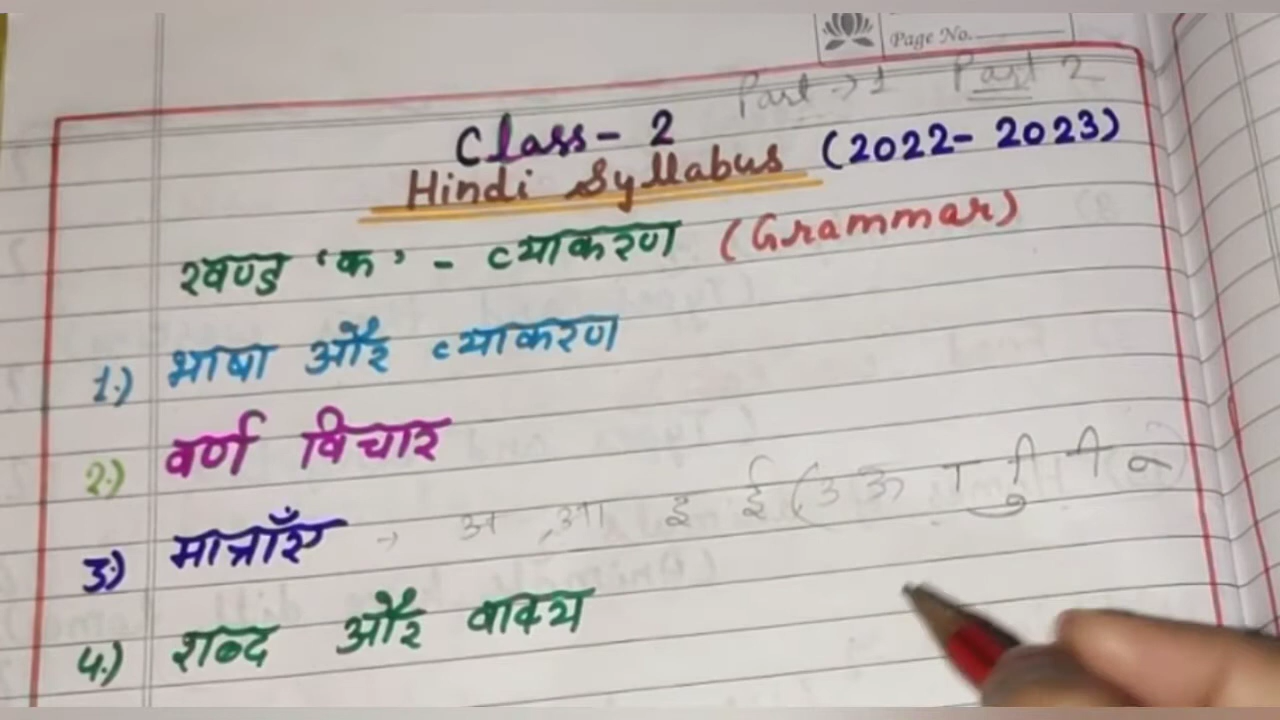 Page No.
Part → 1 Part 2
Class - 2
Hindi Syllabus (2022-2023)
खण्ड 'क' - व्याकरण (Grammar)
1.) भाषा और व्याकरण
2.) वर्ण विचार
3.) मात्राएँ → अ, आ इ ई (उ ऊ ा ि ी
4.) शब्द और वाक्य